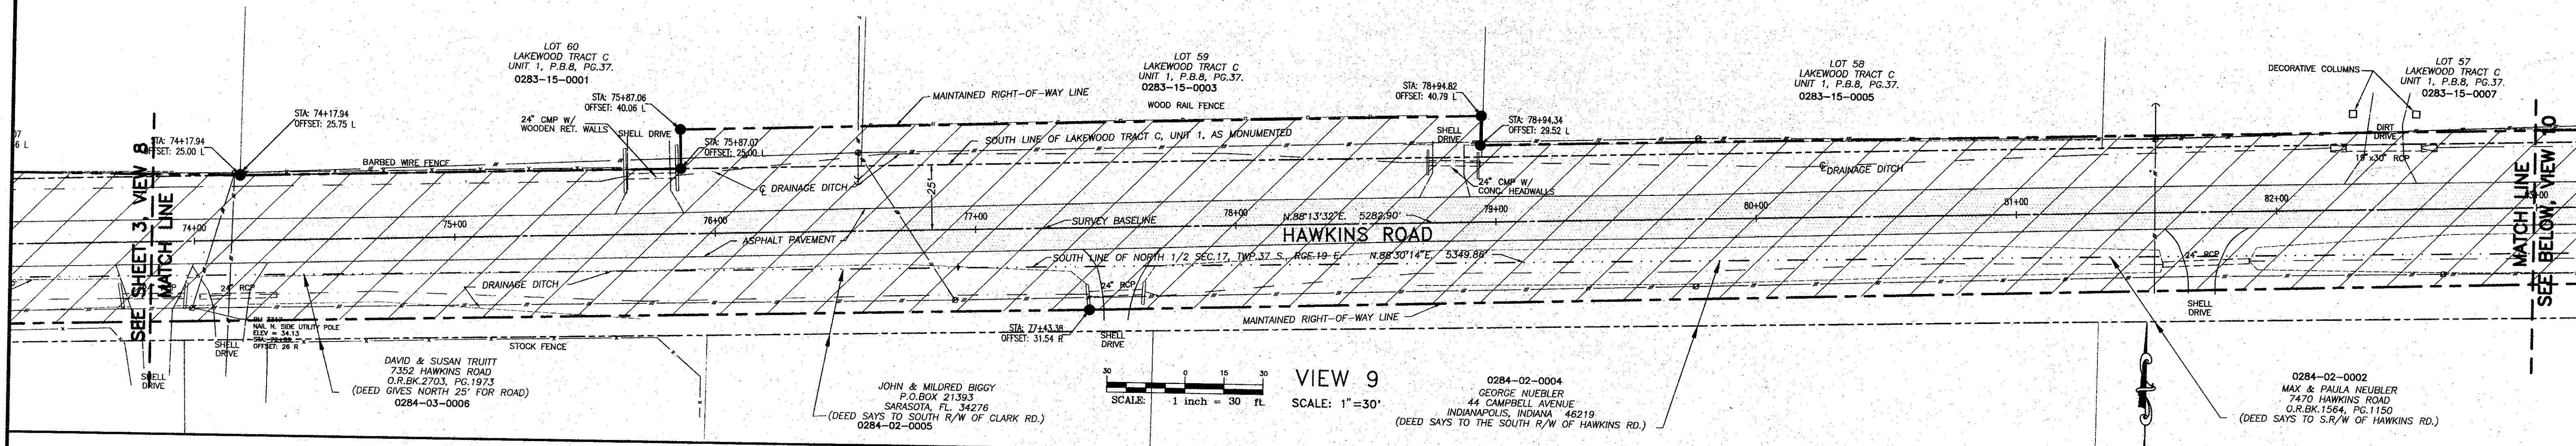 LOT 60
LAKEWOOD TRACT C
UNIT 1, P.B.8, PG.37.
0283-15-0001
LOT 59
LAKEWOOD TRACT C
UNIT 1, P.B.8, PG.37.
0283-15-0003
LOT 58
LAKEWOOD TRACT C
UNIT 1, P.B.8, PG.37.
0283-15-0005
LOT 57
LAKEWOOD TRACT C
UNIT 1, P.B.8, PG.37.
0283-15-0007
DECORATIVE COLUMNS
STA: 74+17.94
OFFSET: 25.75 L
STA: 74+17.94
OFFSET: 25.00 L
6 L
STA: 75+87.06
OFFSET: 40.06 L
24" CMP W/
WOODEN RET. WALLS
SHELL DRIVE
STA: 75+87.07
OFFSET: 25.00 L
MAINTAINED RIGHT-OF-WAY LINE
WOOD RAIL FENCE
STA: 78+94.82
OFFSET: 40.79 L
STA: 78+94.34
OFFSET: 29.52 L
SHELL
DRIVE
DIRT
DRIVE
SOUTH LINE OF LAKEWOOD TRACT C, UNIT 1, AS MONUMENTED
BARBED WIRE FENCE
℄ DRAINAGE DITCH
25'
24" CMP W/
CONC. HEADWALLS
℄ DRAINAGE DITCH
19"x30" RCP
SEE SHEET 3, VIEW 8
MATCH LINE
74+00
75+00
76+00
77+00
78+00
79+00
80+00
81+00
82+00
83+00
SURVEY BASELINE
N.88°13'32"E. 5282.90'
HAWKINS ROAD
ASPHALT PAVEMENT
SOUTH LINE OF NORTH 1/2 SEC.17, TWP.37 S., RGE.19 E.
N.88°30'14"E. 5349.86'
DRAINAGE DITCH
24" RCP
24" RCP
24" RCP
MATCH LINE
SEE BELOW, VIEW 10
NAIL N. SIDE UTILITY POLE
ELEV = 34.13
OFFSET: 26 R
SHELL
DRIVE
SHELL
DRIVE
STOCK FENCE
STA: 77+43.38
OFFSET: 31.54 R
SHELL
DRIVE
MAINTAINED RIGHT-OF-WAY LINE
SHELL
DRIVE
DAVID & SUSAN TRUITT
7352 HAWKINS ROAD
O.R.BK.2703, PG.1973
(DEED GIVES NORTH 25' FOR ROAD)
0284-03-0006
JOHN & MILDRED BIGGY
P.O.BOX 21393
SARASOTA, FL. 34276
(DEED SAYS TO SOUTH R/W OF CLARK RD.)
0284-02-0005
30 0 15 30
SCALE: 1 inch = 30 ft.
VIEW 9
SCALE: 1"=30'
0284-02-0004
GEORGE NUEBLER
44 CAMPBELL AVENUE
INDIANAPOLIS, INDIANA 46219
(DEED SAYS TO THE SOUTH R/W OF HAWKINS RD.)
0284-02-0002
MAX & PAULA NEUBLER
7470 HAWKINS ROAD
O.R.BK.1564, PG.1150
(DEED SAYS TO S.R/W OF HAWKINS RD.)